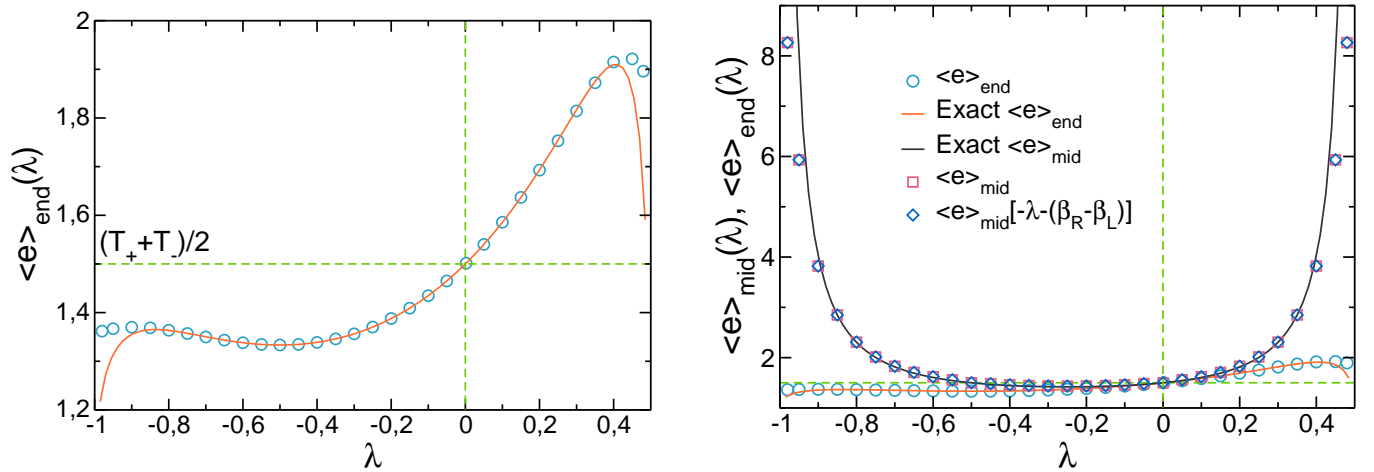 2
1,8
1,6
1,4
1,2
<e>end(λ)
(T++T-)/2
-1
-0,8
-0,6
-0,4
-0,2
0
0,2
0,4
λ
8
6
4
2
<e>mid(λ), <e>end(λ)
<e>end
Exact <e>end
Exact <e>mid
<e>mid
<e>mid[-λ-(βR-βL)]
-1
-0,8
-0,6
-0,4
-0,2
0
0,2
0,4
λ